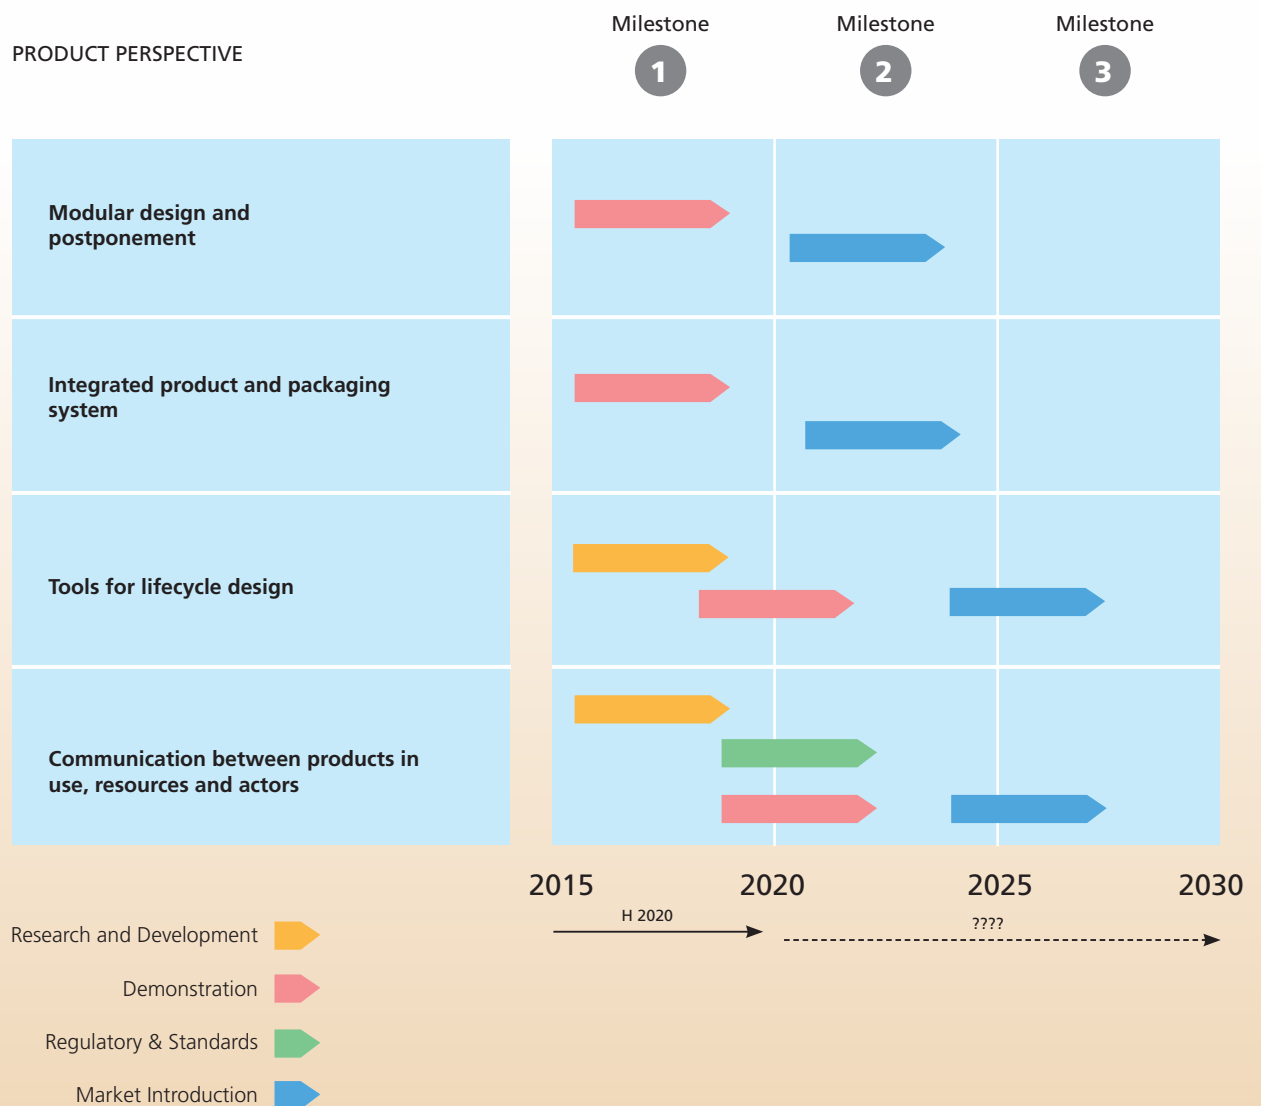 PRODUCT PERSPECTIVE
Milestone
1
Milestone
2
Milestone
3
Modular design and
postponement
Integrated product and packaging
system
Tools for lifecycle design
Communication between products in
use, resources and actors
2015
2020
2025
2030
H 2020
????
Research and Development
Demonstration
Regulatory & Standards
Market Introduction